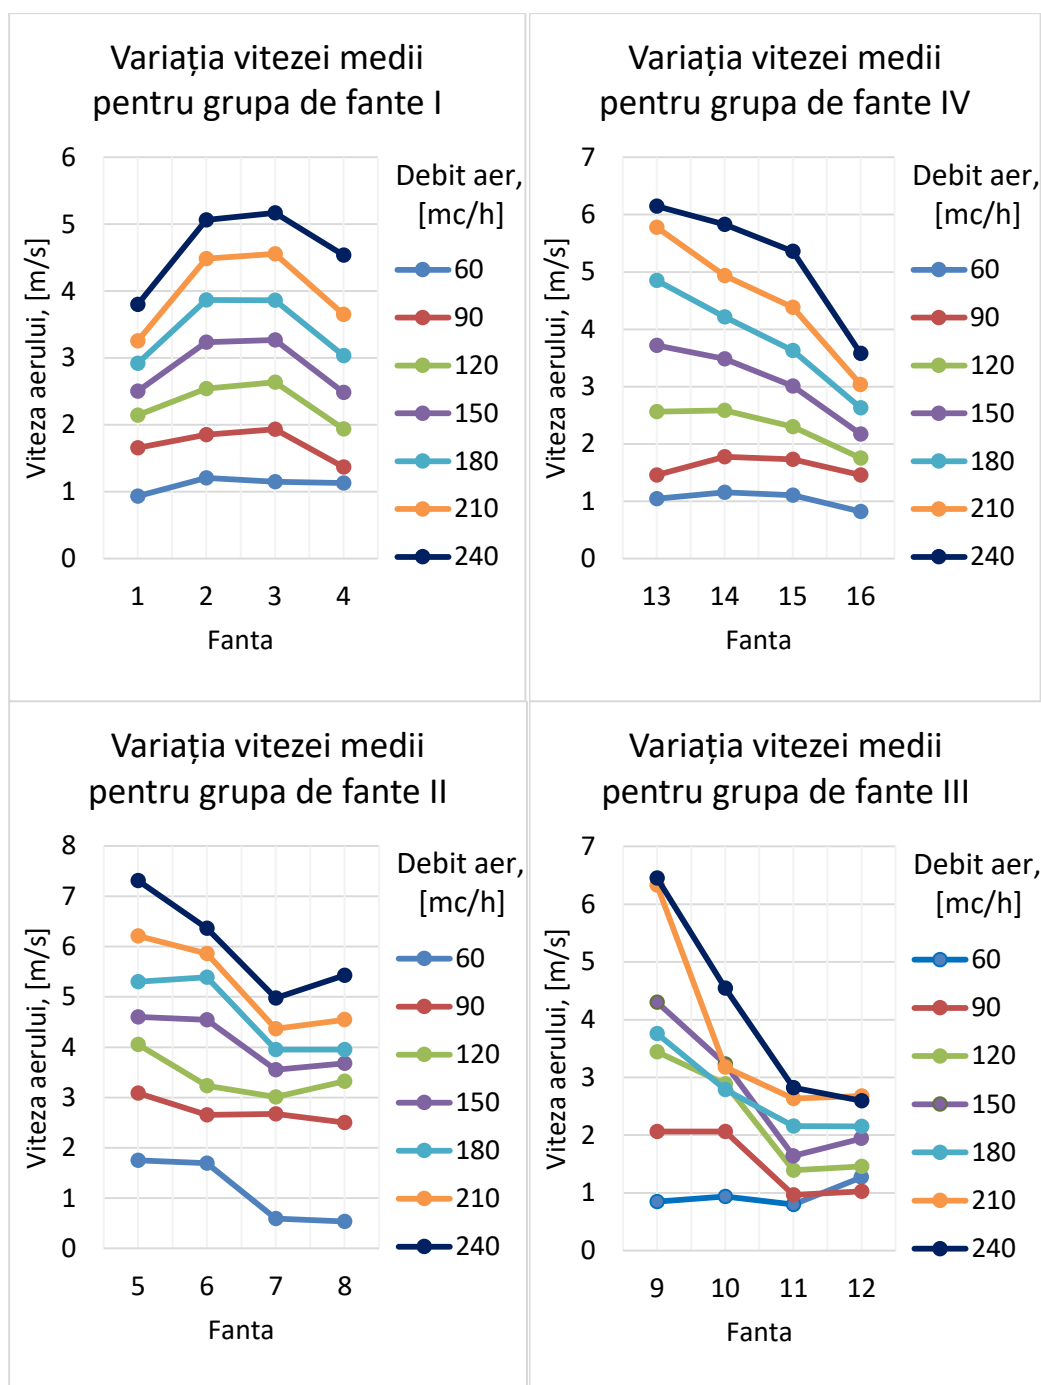 Variația vitezei medii
pentru grupa de fante I
Viteza aerului, [m/s]
6
5
4
3
2
1
0
1 2 3 4
Fanta
Debit aer,
[mc/h]
60
90
120
150
180
210
240
Variația vitezei medii
pentru grupa de fante IV
Viteza aerului, [m/s]
7
6
5
4
3
2
1
0
13 14 15 16
Fanta
Debit aer,
[mc/h]
60
90
120
150
180
210
240
Variația vitezei medii
pentru grupa de fante II
Viteza aerului, [m/s]
8
7
6
5
4
3
2
1
0
5 6 7 8
Fanta
Debit aer,
[mc/h]
60
90
120
150
180
210
240
Variația vitezei medii
pentru grupa de fante III
Viteza aerului, [m/s]
7
6
5
4
3
2
1
0
9 10 11 12
Fanta
Debit aer,
[mc/h]
60
90
120
150
180
210
240